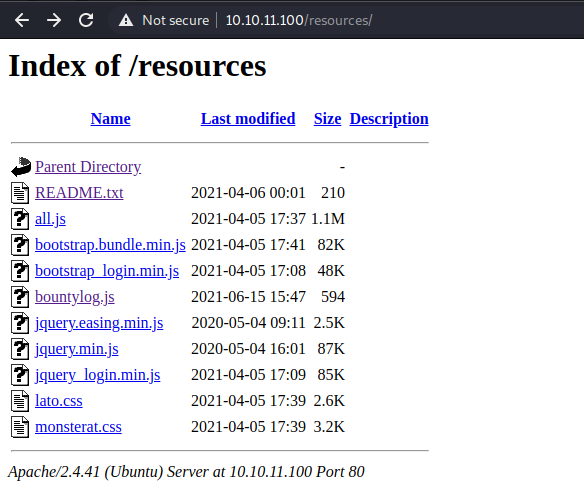 Not secure 10.10.11.100/resources/
Index of /resources
Name Last modified Size Description
Parent Directory -
README.txt 2021-04-06 00:01 210
all.js 2021-04-05 17:37 1.1M
bootstrap.bundle.min.js 2021-04-05 17:41 82K
bootstrap_login.min.js 2021-04-05 17:08 48K
bountylog.js 2021-06-15 15:47 594
jquery.easing.min.js 2020-05-04 09:11 2.5K
jquery.min.js 2020-05-04 16:01 87K
jquery_login.min.js 2021-04-05 17:09 85K
lato.css 2021-04-05 17:39 2.6K
monsterat.css 2021-04-05 17:39 3.2K
Apache/2.4.41 (Ubuntu) Server at 10.10.11.100 Port 80